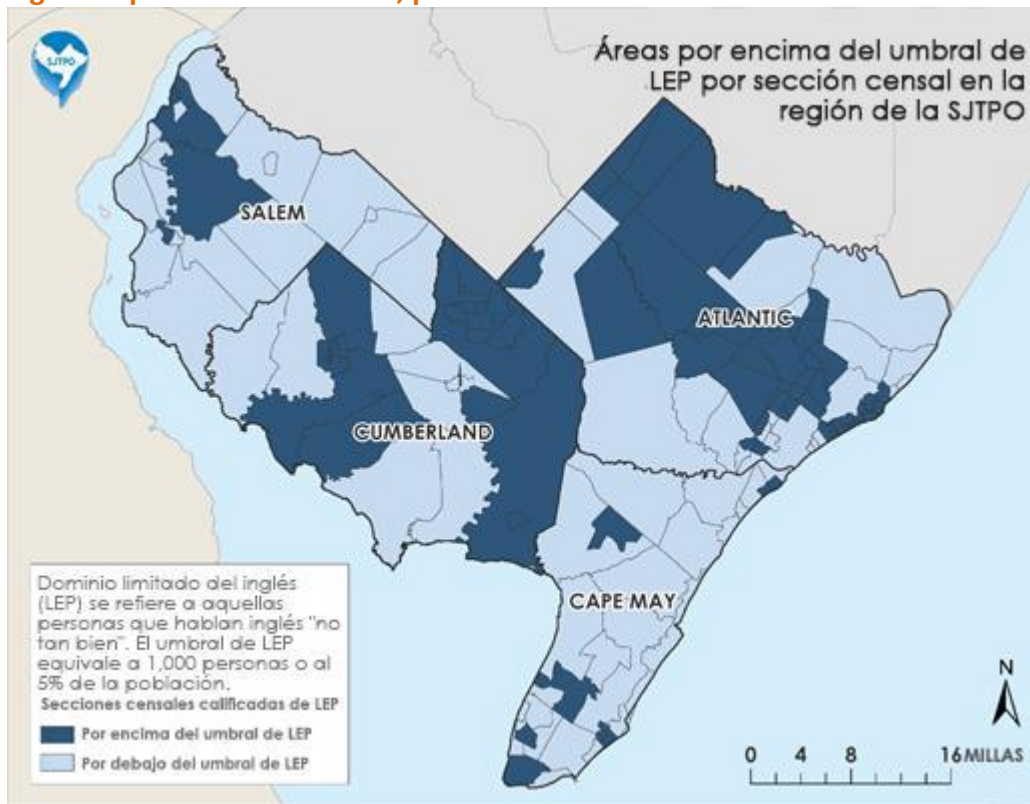 SJTPO
Áreas por encima del umbral de
LEP por sección censal en la
región de la SJTPO
SALEM
ATLANTIC
CUMBERLAND
CAPE MAY
Dominio limitado del inglés
(LEP) se refiere a aquellas
personas que hablan inglés "no
tan bien". El umbral de LEP
equivale a 1,000 personas o al
5% de la población.
Secciones censales calificadas de LEP
Por encima del umbral de LEP
Por debajo del umbral de LEP
N
0 4 8 16 MILLAS